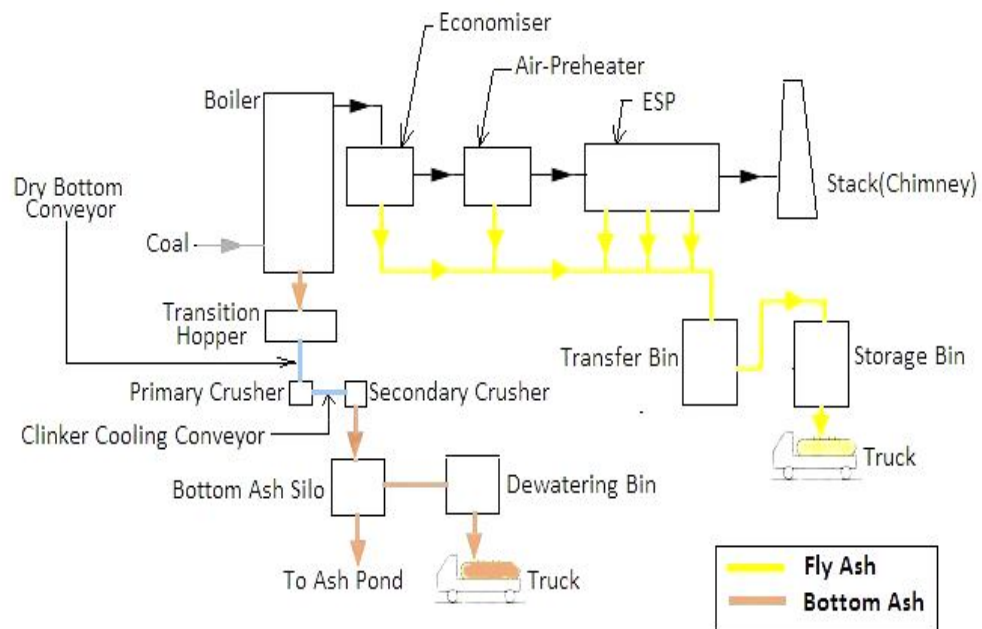 Economiser
Air-Preheater
Boiler
ESP
Dry Bottom
Conveyor
Stack(Chimney)
Coal
Transition
Hopper
Transfer Bin
Storage Bin
Primary Crusher
Secondary Crusher
Clinker Cooling Conveyor
Truck
Bottom Ash Silo
Dewatering Bin
To Ash Pond
Truck
Fly Ash
Bottom Ash